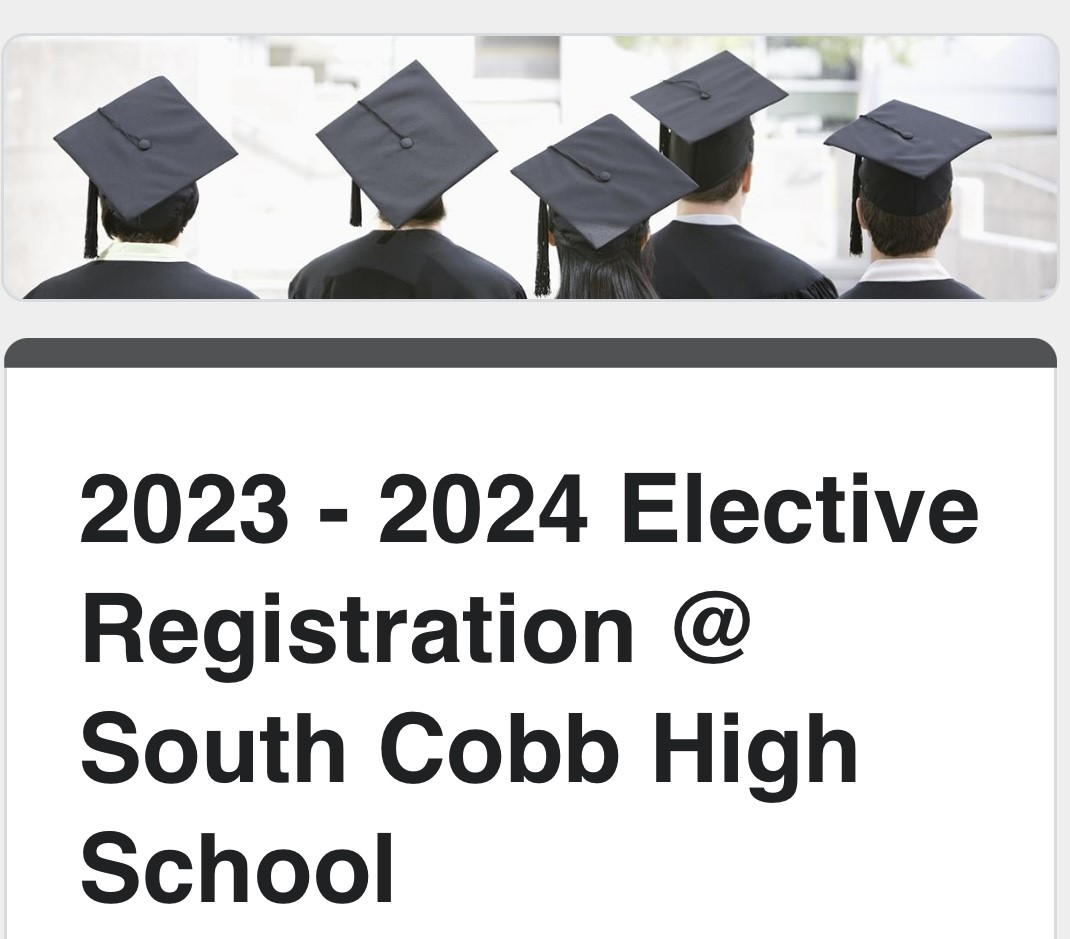 2023 - 2024 Elective
Registration @
South Cobb High
School